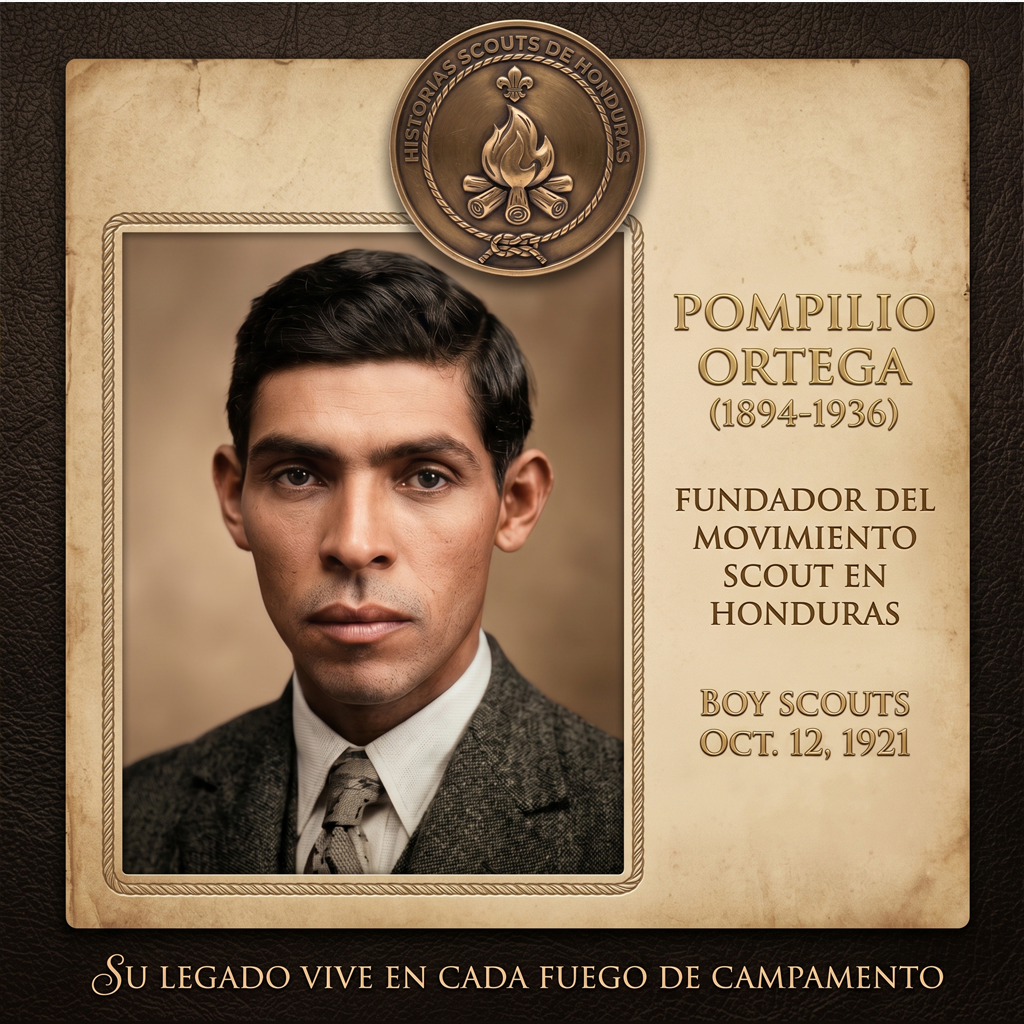 HISTORIAS SCOUTS DE HONDURAS
POMPILIO
ORTEGA
(1894-1936)
FUNDADOR DEL
MOVIMIENTO
SCOUT EN
HONDURAS
BOY SCOUTS
OCT. 12, 1921
SU LEGADO VIVE EN CADA FUEGO DE CAMPAMENTO